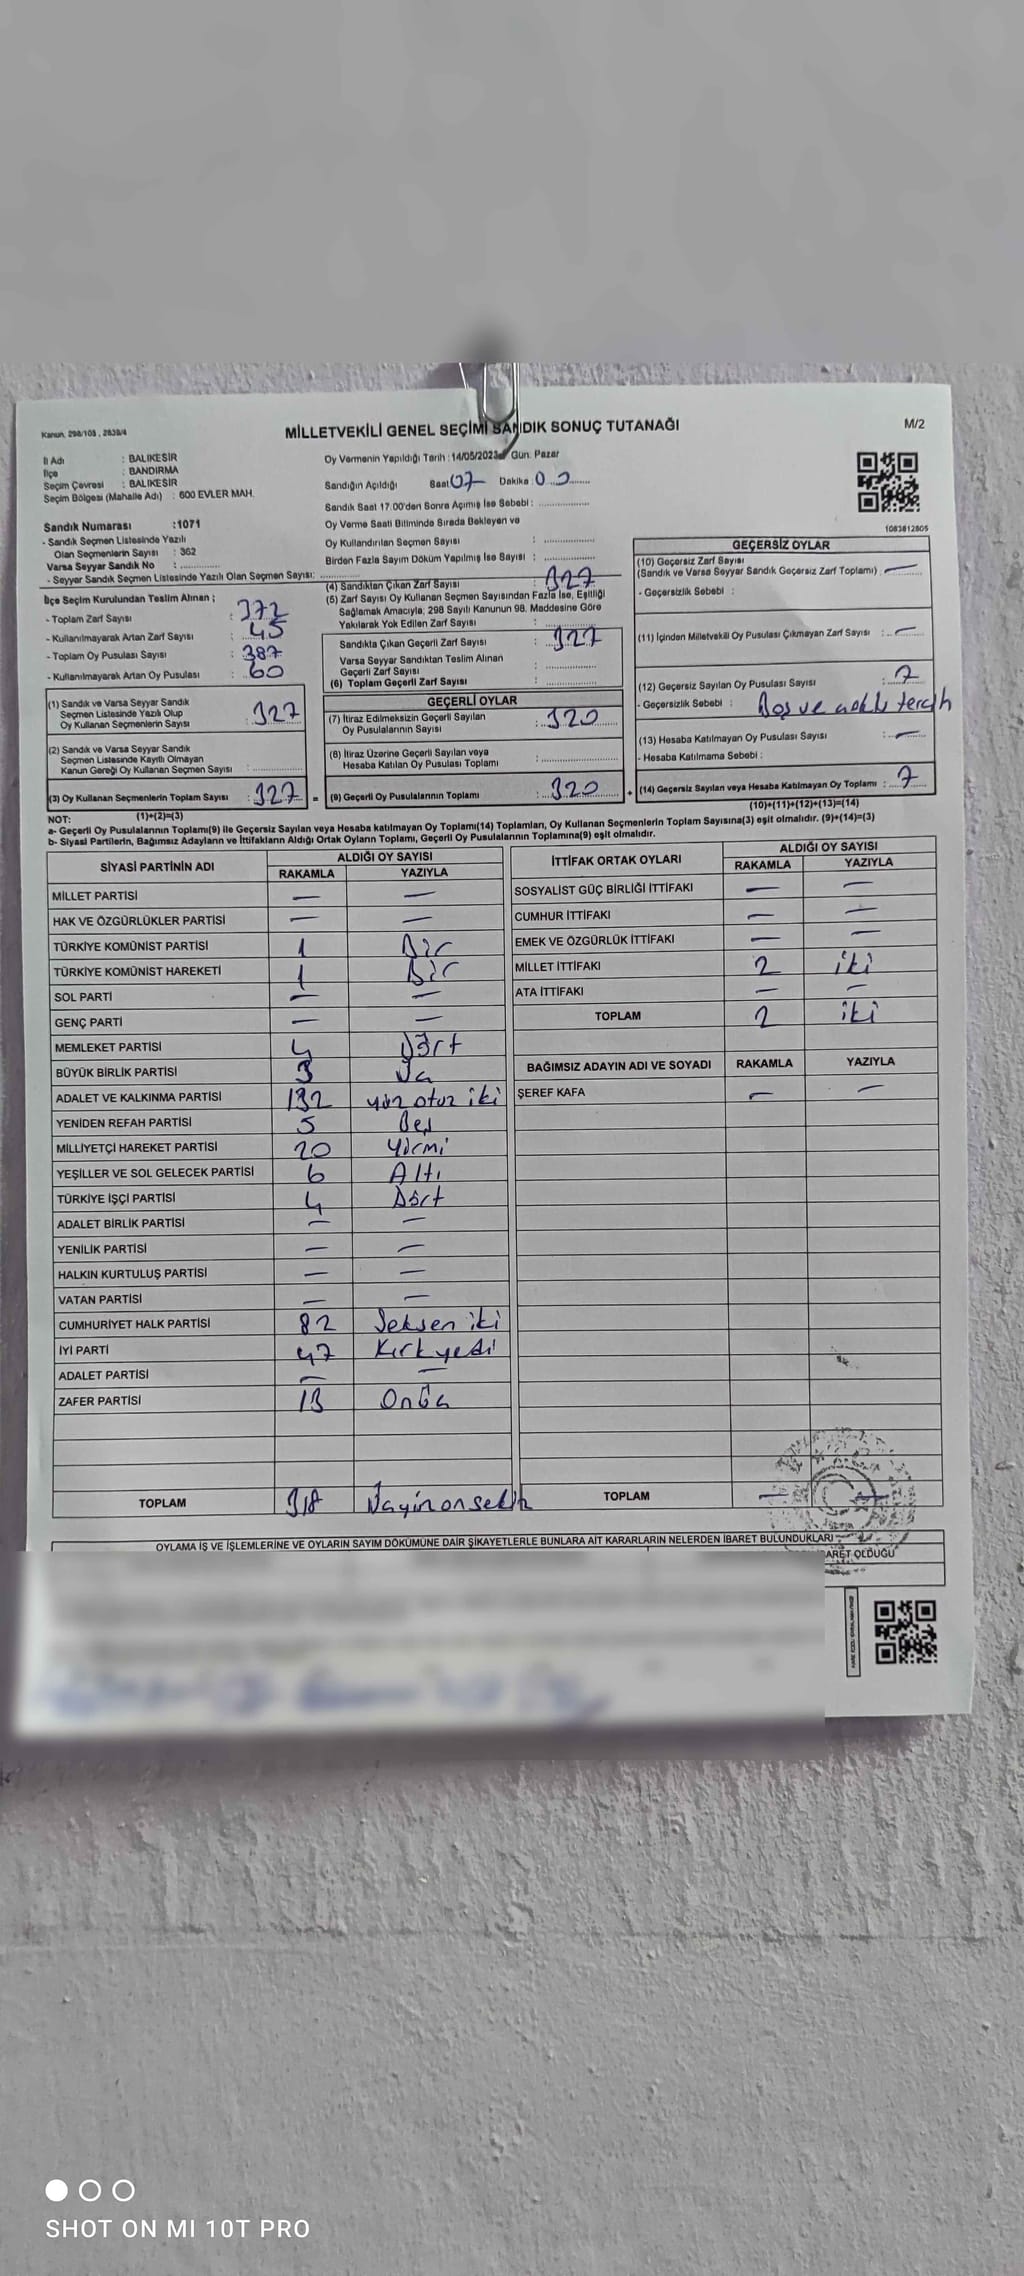 Kanun, 298/105, 2839/4
MİLLETVEKİLİ GENEL SEÇİMİ SANDIK SONUÇ TUTANAĞI
M/2
İl Adı : BALIKESİR
İlçe : BANDIRMA
Seçim Çevresi : BALIKESİR
Seçim Bölgesi (Mahalle Adı) : 600 EVLER MAH.
Sandık Numarası : 1071
- Sandık Seçmen Listesinde Yazılı
Olan Seçmenlerin Sayısı : 362
Varsa Seyyar Sandık No :
- Seyyar Sandık Seçmen Listesinde Yazılı Olan Seçmen Sayısı:
İlçe Seçim Kurulundan Teslim Alınan ;
- Toplam Zarf Sayısı : 372
- Kullanılmayarak Artan Zarf Sayısı : 45
- Toplam Oy Pusulası Sayısı : 387
- Kullanılmayarak Artan Oy Pusulası : 60
(1) Sandık ve Varsa Seyyar Sandık
Seçmen Listesinde Yazılı Olup
Oy Kullanan Seçmenlerin Sayısı 327
(2) Sandık ve Varsa Seyyar Sandık
Seçmen Listesinde Kayıtlı Olmayan
Kanun Gereği Oy Kullanan Seçmen Sayısı
(3) Oy Kullanan Seçmenlerin Toplam Sayısı : 327 =
(1)+(2)=(3)
Oy Vermenin Yapıldığı Tarih : 14/05/2023 Gün: Pazar
Sandığın Açıldığı Saat 07 Dakika 00
Sandık Saat 17.00'den Sonra Açılmış İse Sebebi :
Oy Verme Saati Bitiminde Sırada Bekleyen ve
Oy Kullandırılan Seçmen Sayısı :
Birden Fazla Sayım Döküm Yapılmış İse Sayısı :
(4) Sandıktan Çıkan Zarf Sayısı : 327
(5) Zarf Sayısı Oy Kullanan Seçmen Sayısından Fazla İse, Eşitliği
Sağlamak Amacıyla; 298 Sayılı Kanunun 98. Maddesine Göre
Yakılarak Yok Edilen Zarf Sayısı :
Sandıkta Çıkan Geçerli Zarf Sayısı : 327
Varsa Seyyar Sandıktan Teslim Alınan
Geçerli Zarf Sayısı :
(6) Toplam Geçerli Zarf Sayısı :
GEÇERLİ OYLAR
(7) İtiraz Edilmeksizin Geçerli Sayılan
Oy Pusulalarının Sayısı : 320
(8) İtiraz Üzerine Geçerli Sayılan veya
Hesaba Katılan Oy Pusulası Toplamı :
(9) Geçerli Oy Pusulalarının Toplamı : 320 +
1083812805
GEÇERSİZ OYLAR
(10) Geçersiz Zarf Sayısı
(Sandık ve Varsa Seyyar Sandık Geçersiz Zarf Toplamı) : —
- Geçersizlik Sebebi :
(11) İçinden Milletvekili Oy Pusulası Çıkmayan Zarf Sayısı : —
(12) Geçersiz Sayılan Oy Pusulası Sayısı : 7
- Geçersizlik Sebebi : Boş ve tercih
(13) Hesaba Katılmayan Oy Pusulası Sayısı : —
- Hesaba Katılmama Sebebi :
(14) Geçersiz Sayılan veya Hesaba Katılmayan Oy Toplamı : 7
(10)+(11)+(12)+(13)=(14)
NOT:
a- Geçerli Oy Pusulalarının Toplamı(9) ile Geçersiz Sayılan veya Hesaba katılmayan Oy Toplamı(14) Toplamları, Oy Kullanan Seçmenlerin Toplam Sayısına(3) eşit olmalıdır. (9)+(14)=(3)
b- Siyasi Partilerin, Bağımsız Adayların ve İttifakların Aldığı Ortak Oyların Toplamı, Geçerli Oy Pusulalarının Toplamına(9) eşit olmalıdır.
SİYASİ PARTİNİN ADI ALDIĞI OY SAYISI
RAKAMLA YAZIYLA
MİLLET PARTİSİ — —
HAK VE ÖZGÜRLÜKLER PARTİSİ — —
TÜRKİYE KOMÜNİST PARTİSİ 1 Bir
TÜRKİYE KOMÜNİST HAREKETİ 1 Bir
SOL PARTİ — —
GENÇ PARTİ — —
MEMLEKET PARTİSİ 4 Dört
BÜYÜK BİRLİK PARTİSİ 3 Üç
ADALET VE KALKINMA PARTİSİ 132 yüz otuz iki
YENİDEN REFAH PARTİSİ 5 Beş
MİLLİYETÇİ HAREKET PARTİSİ 20 Yirmi
YEŞİLLER VE SOL GELECEK PARTİSİ 6 Altı
TÜRKİYE İŞÇİ PARTİSİ 4 Dört
ADALET BİRLİK PARTİSİ — —
YENİLİK PARTİSİ — —
HALKIN KURTULUŞ PARTİSİ — —
VATAN PARTİSİ — —
CUMHURİYET HALK PARTİSİ 82 Seksen iki
İYİ PARTİ 47 Kırk yedi
ADALET PARTİSİ — —
ZAFER PARTİSİ 13 Onüç
TOPLAM 318 Üçyüz on sekiz
İTTİFAK ORTAK OYLARI ALDIĞI OY SAYISI
RAKAMLA YAZIYLA
SOSYALİST GÜÇ BİRLİĞİ İTTİFAKI — —
CUMHUR İTTİFAKI — —
EMEK VE ÖZGÜRLÜK İTTİFAKI — —
MİLLET İTTİFAKI 2 iki
ATA İTTİFAKI — —
TOPLAM 2 iki
BAĞIMSIZ ADAYIN ADI VE SOYADI RAKAMLA YAZIYLA
ŞEREF KAFA — —
TOPLAM — —
OYLAMA İŞ VE İŞLEMLERİNE VE OYLARIN SAYIM DÖKÜMÜNE DAİR ŞİKAYETLERLE BUNLARA AİT KARARLARIN NELERDEN İBARET BULUNDUKLARI
BARET OLDUĞU
SHOT ON MI 10T PRO